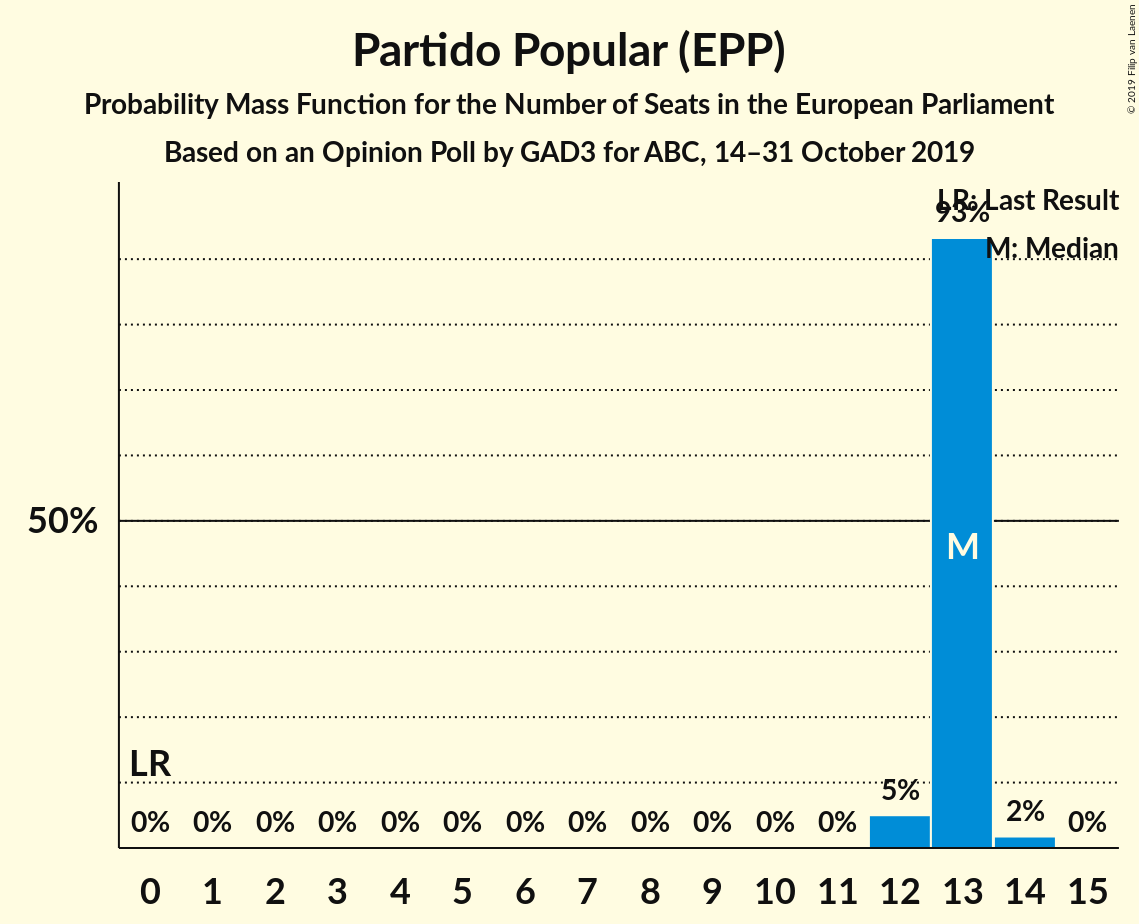 Partido Popular (EPP)
Probability Mass Function for the Number of Seats in the European Parliament
Based on an Opinion Poll by GAD3 for ABC, 14–31 October 2019
© 2019 Filip van Laenen
LR: Last Result
93%
M: Median
50%
M
LR
5%
0% 0% 0% 0% 0% 0% 0% 0% 0% 0% 0% 0% 2% 0%
0 1 2 3 4 5 6 7 8 9 10 11 12 13 14 15